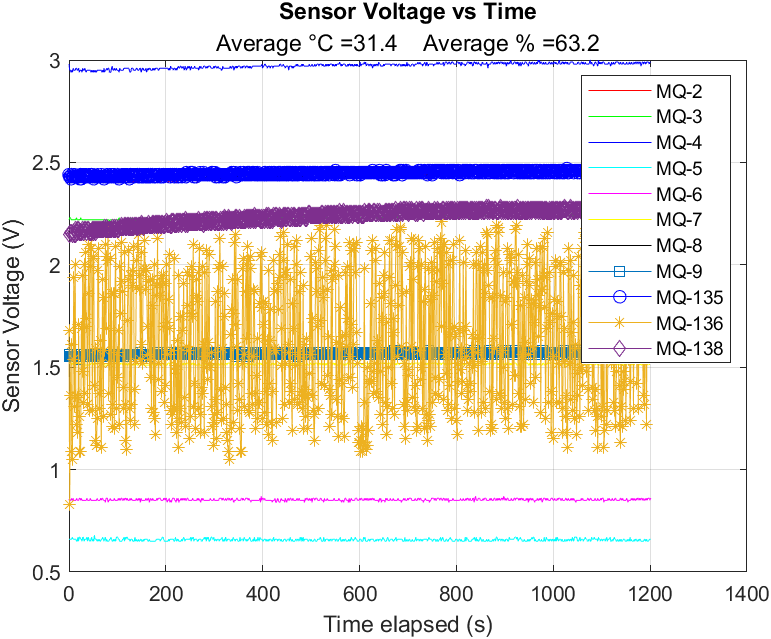 Sensor Voltage vs Time
Average °C =31.4 Average % =63.2
3
2.5
2
1.5
1
0.5
Sensor Voltage (V)
0
200
400
600
800
1000
1200
1400
Time elapsed (s)
MQ-2
MQ-3
MQ-4
MQ-5
MQ-6
MQ-7
MQ-8
MQ-9
MQ-135
MQ-136
MQ-138